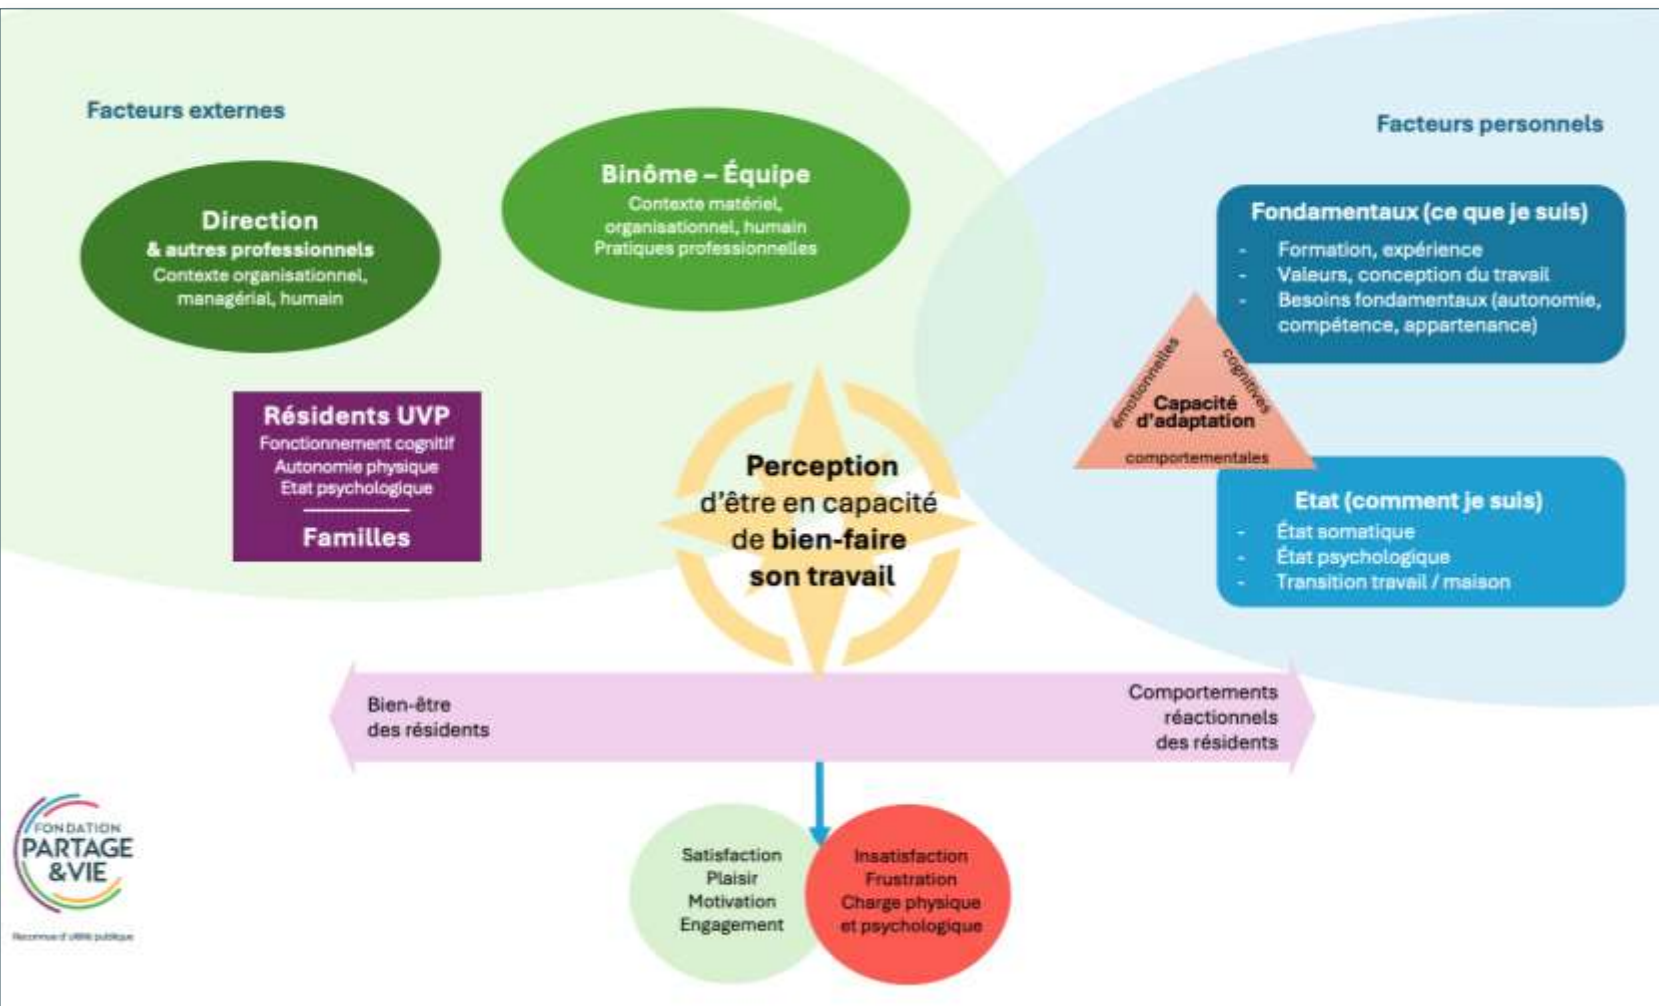 Facteurs externes
Facteurs personnels
Direction
& autres professionnels
Contexte organisationnel,
managérial, humain
Binôme – Équipe
Contexte matériel,
organisationnel, humain
Pratiques professionnelles
Fondamentaux (ce que je suis)
- Formation, expérience
- Valeurs, conception du travail
- Besoins fondamentaux (autonomie,
compétence, appartenance)
émotionnelles
cognitives
Capacité
d'adaptation
comportementales
Résidents UVP
Fonctionnement cognitif
Autonomie physique
Etat psychologique
Familles
Perception
d'être en capacité
de bien-faire
son travail
Etat (comment je suis)
- État somatique
- État psychologique
- Transition travail / maison
Bien-être
des résidents
Comportements
réactionnels
des résidents
Satisfaction
Plaisir
Motivation
Engagement
Insatisfaction
Frustration
Charge physique
et psychologique
FONDATION
PARTAGE
&VIE
Reconnue d'utilité publique